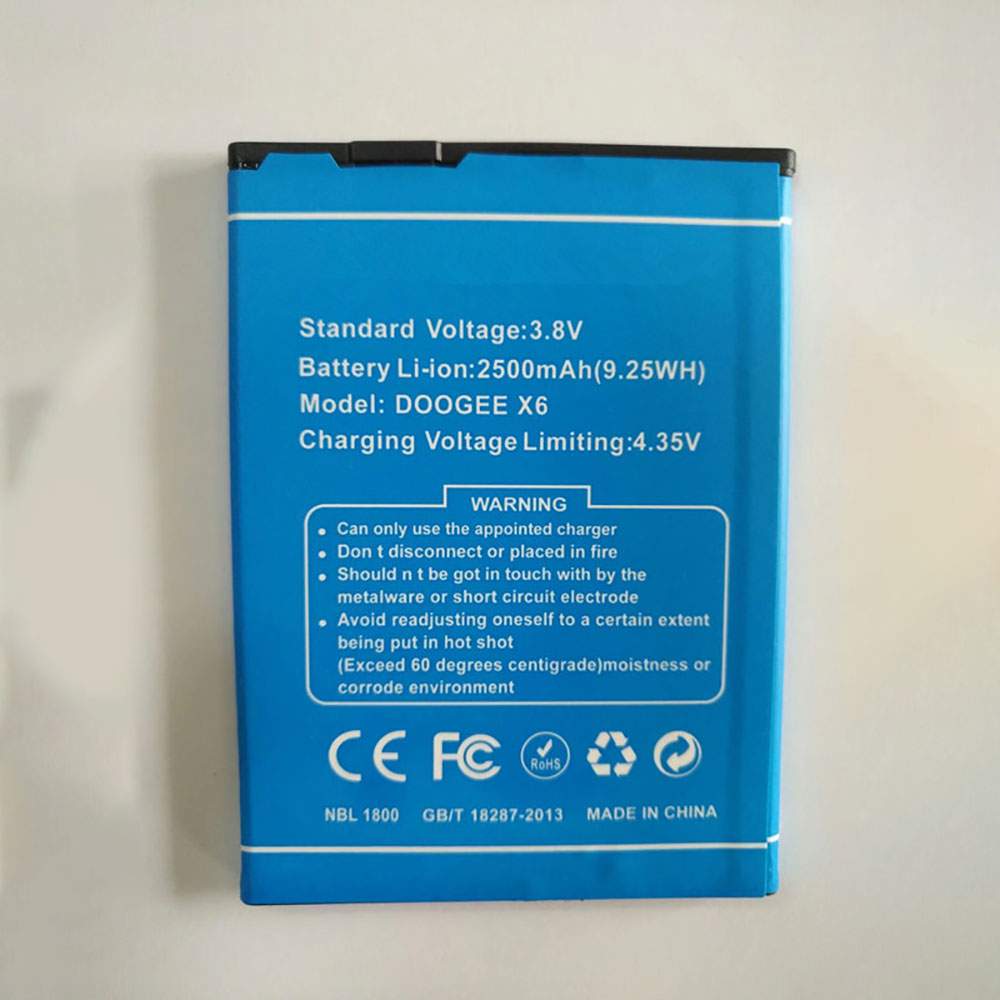 Standard Voltage:3.8V
Battery Li-ion:2500mAh(9.25WH)
Model: DOOGEE X6
Charging Voltage Limiting:4.35V
WARNING
• Can only use the appointed charger
• Don t disconnect or placed in fire
• Should n t be got in touch with by the
metalware or short circuit electrode
• Avoid readjusting oneself to a certain extent
being put in hot shot
(Exceed 60 degrees centigrade)moistness or
corrode environment
CE FC RoHS
NBL 1800 GB/T 18287-2013 MADE IN CHINA